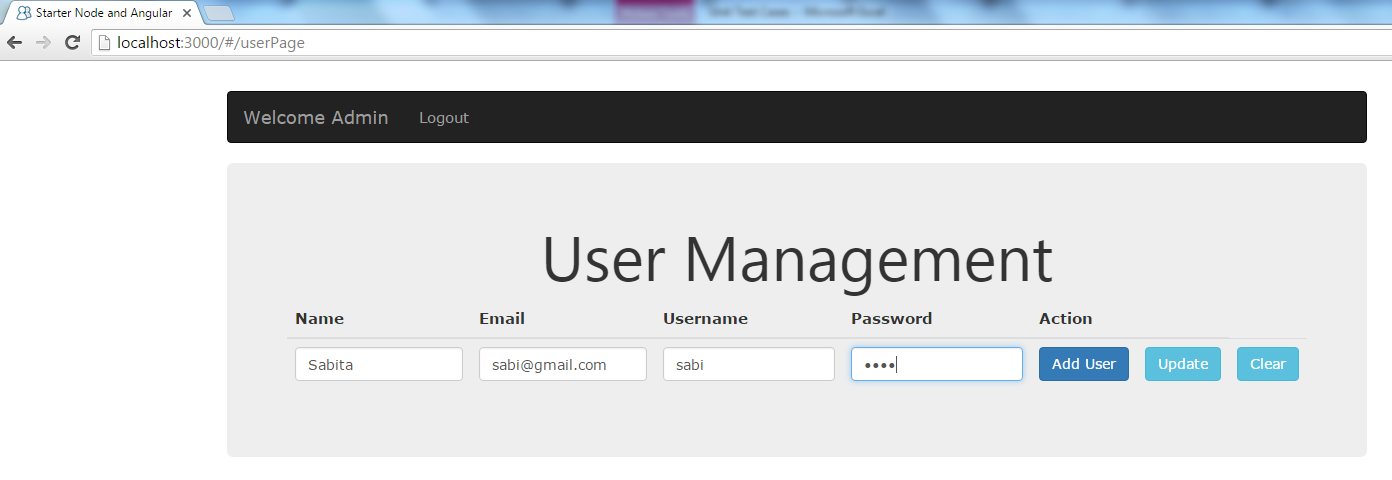 Starter Node and Angular
localhost:3000/#/userPage
Welcome Admin Logout
User Management
Name Email Username Password Action
Sabita sabi@gmail.com sabi •••• Add User Update Clear